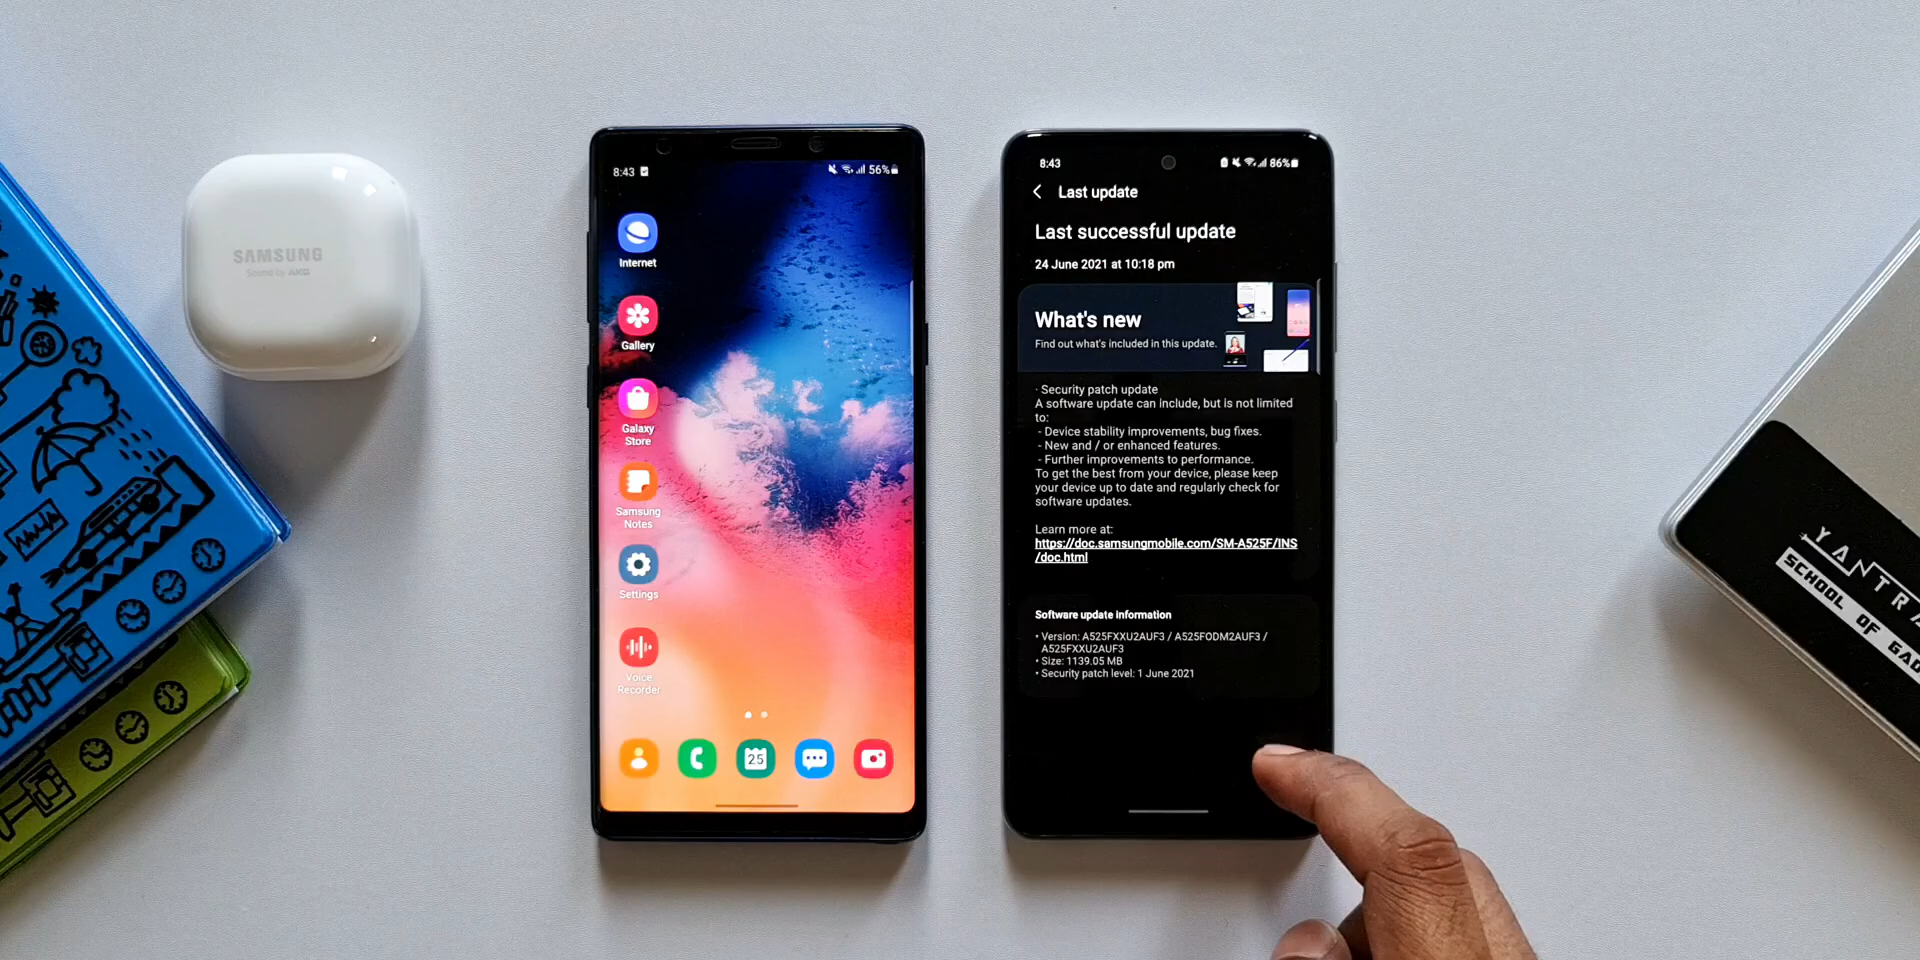 SAMSUNG
Sound by AKG
8:43
56%
Internet
Gallery
Galaxy
Store
Samsung
Notes
Settings
Voice
Recorder
25
8:43
86%
Last update
Last successful update
24 June 2021 at 10:18 pm
What's new
Find out what's included in this update.
· Security patch update
A software update can include, but is not limited
to:
- Device stability improvements, bug fixes.
- New and / or enhanced features.
- Further improvements to performance.
To get the best from your device, please keep
your device up to date and regularly check for
software updates.
Learn more at:
https://doc.samsungmobile.com/SM-A525F/INS
/doc.html
Software update information
• Version: A525FXXU2AUF3 / A525FODM2AUF3 /
A525FXXU2AUF3
• Size: 1139.05 MB
• Security patch level: 1 June 2021
YANTRA
SCHOOL OF GAD